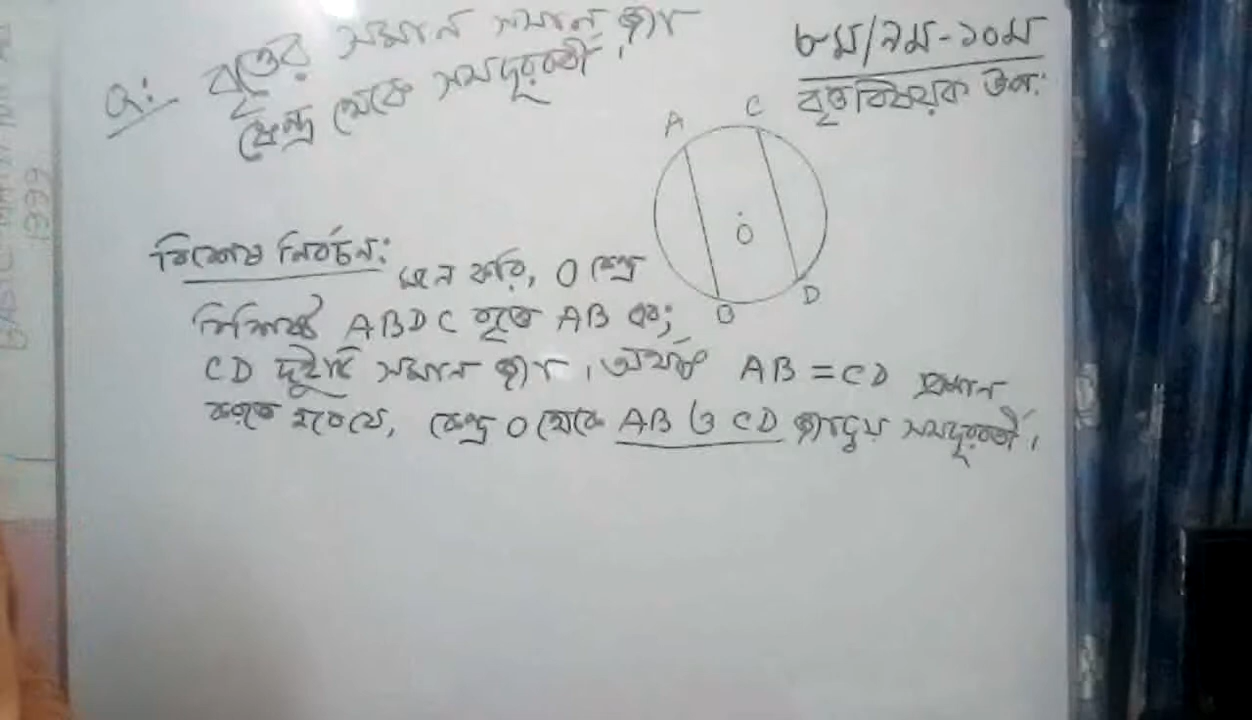 Q: বৃত্তের সমান সমান জ্যা
কেন্দ্র থেকে সমদূরবর্তী।
৮ম/৯ম-১০ম
বৃত্ত বিষয়ক উপ:
A C
O
B D
বিশেষ নির্বচন: মনে করি, O কেন্দ্র
বিশিষ্ট ABDC বৃত্তে AB এবং
CD দুইটি সমান জ্যা। অর্থাৎ AB = CD প্রমান
করতে হবে যে, কেন্দ্র O থেকে AB ও CD জ্যাদ্বয় সমদূরবর্তী।